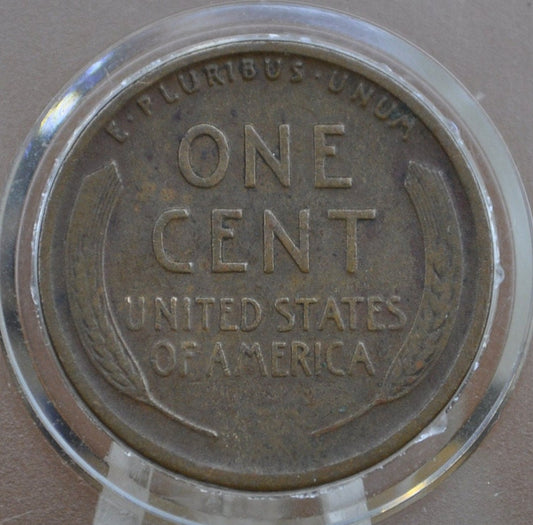 E · PLURIBUS · UNUM
ONE
CENT
UNITED STATES
OF AMERICA